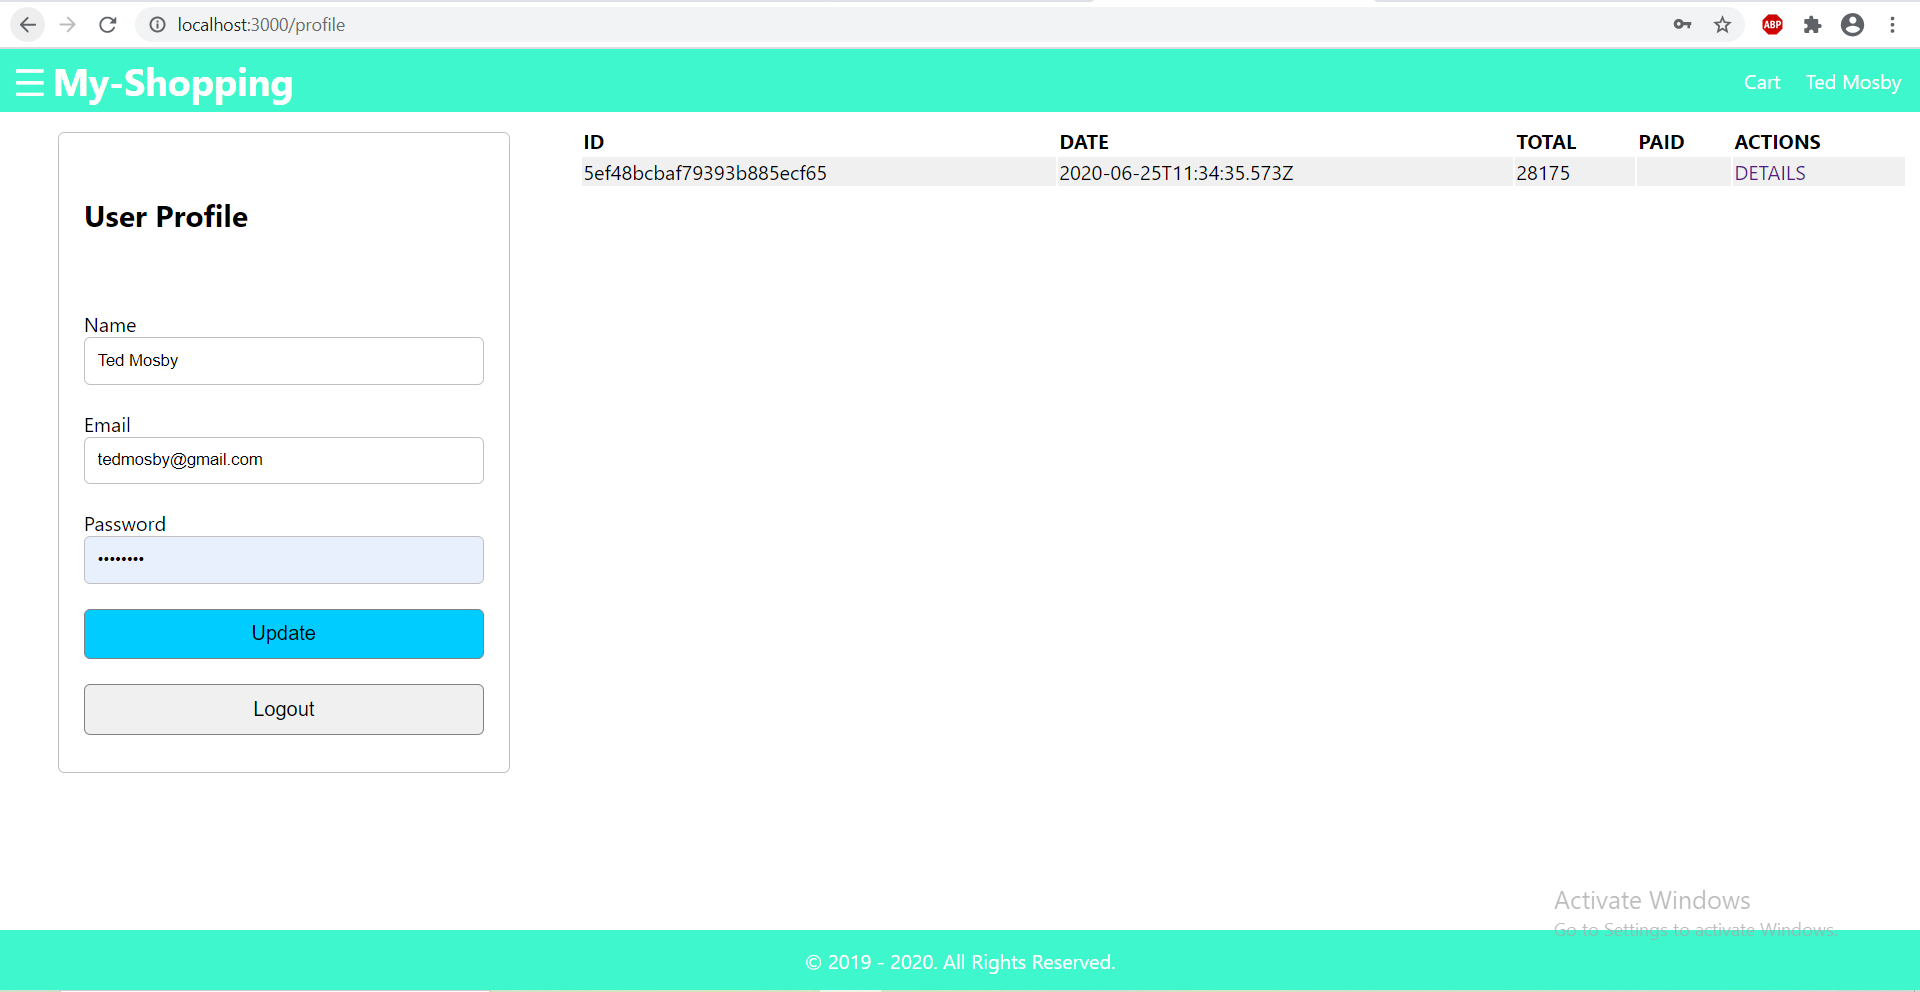 localhost:3000/profile
ABP
☰ My-Shopping
Cart Ted Mosby
User Profile
Name
Ted Mosby
Email
tedmosby@gmail.com
Password
••••••••
Update
Logout
ID DATE TOTAL PAID ACTIONS
5ef48bcbaf79393b885ecf65 2020-06-25T11:34:35.573Z 28175 DETAILS
Activate Windows
Go to Settings to activate Windows.
© 2019 - 2020. All Rights Reserved.